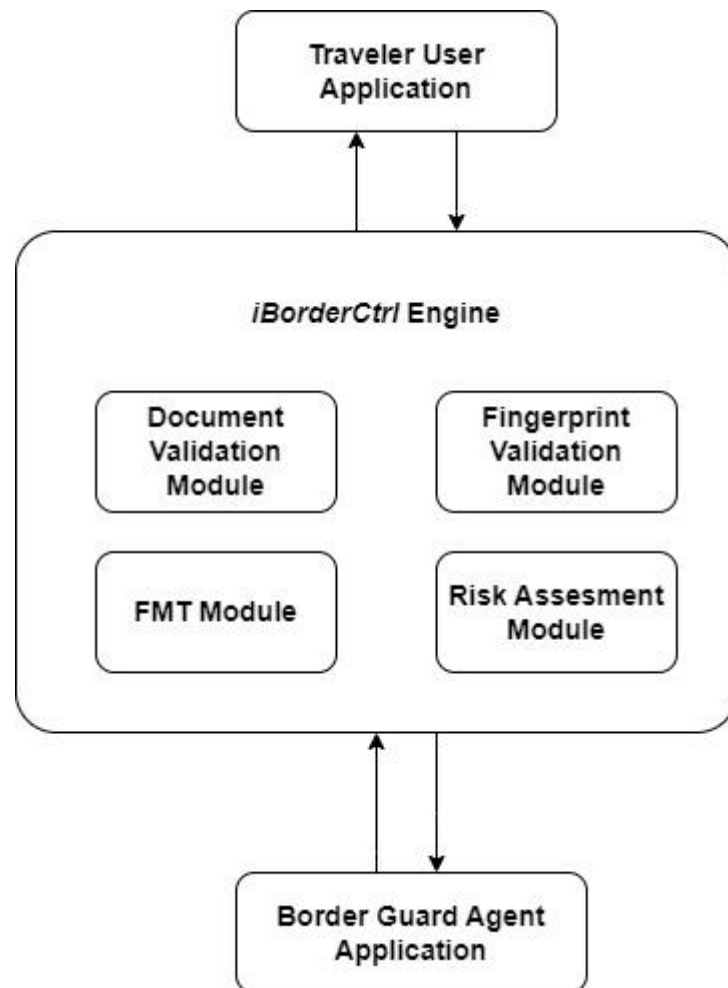 Traveler User
Application
iBorderCtrl Engine
Document
Validation
Module
Fingerprint
Validation
Module
FMT Module
Risk Assesment
Module
Border Guard Agent
Application